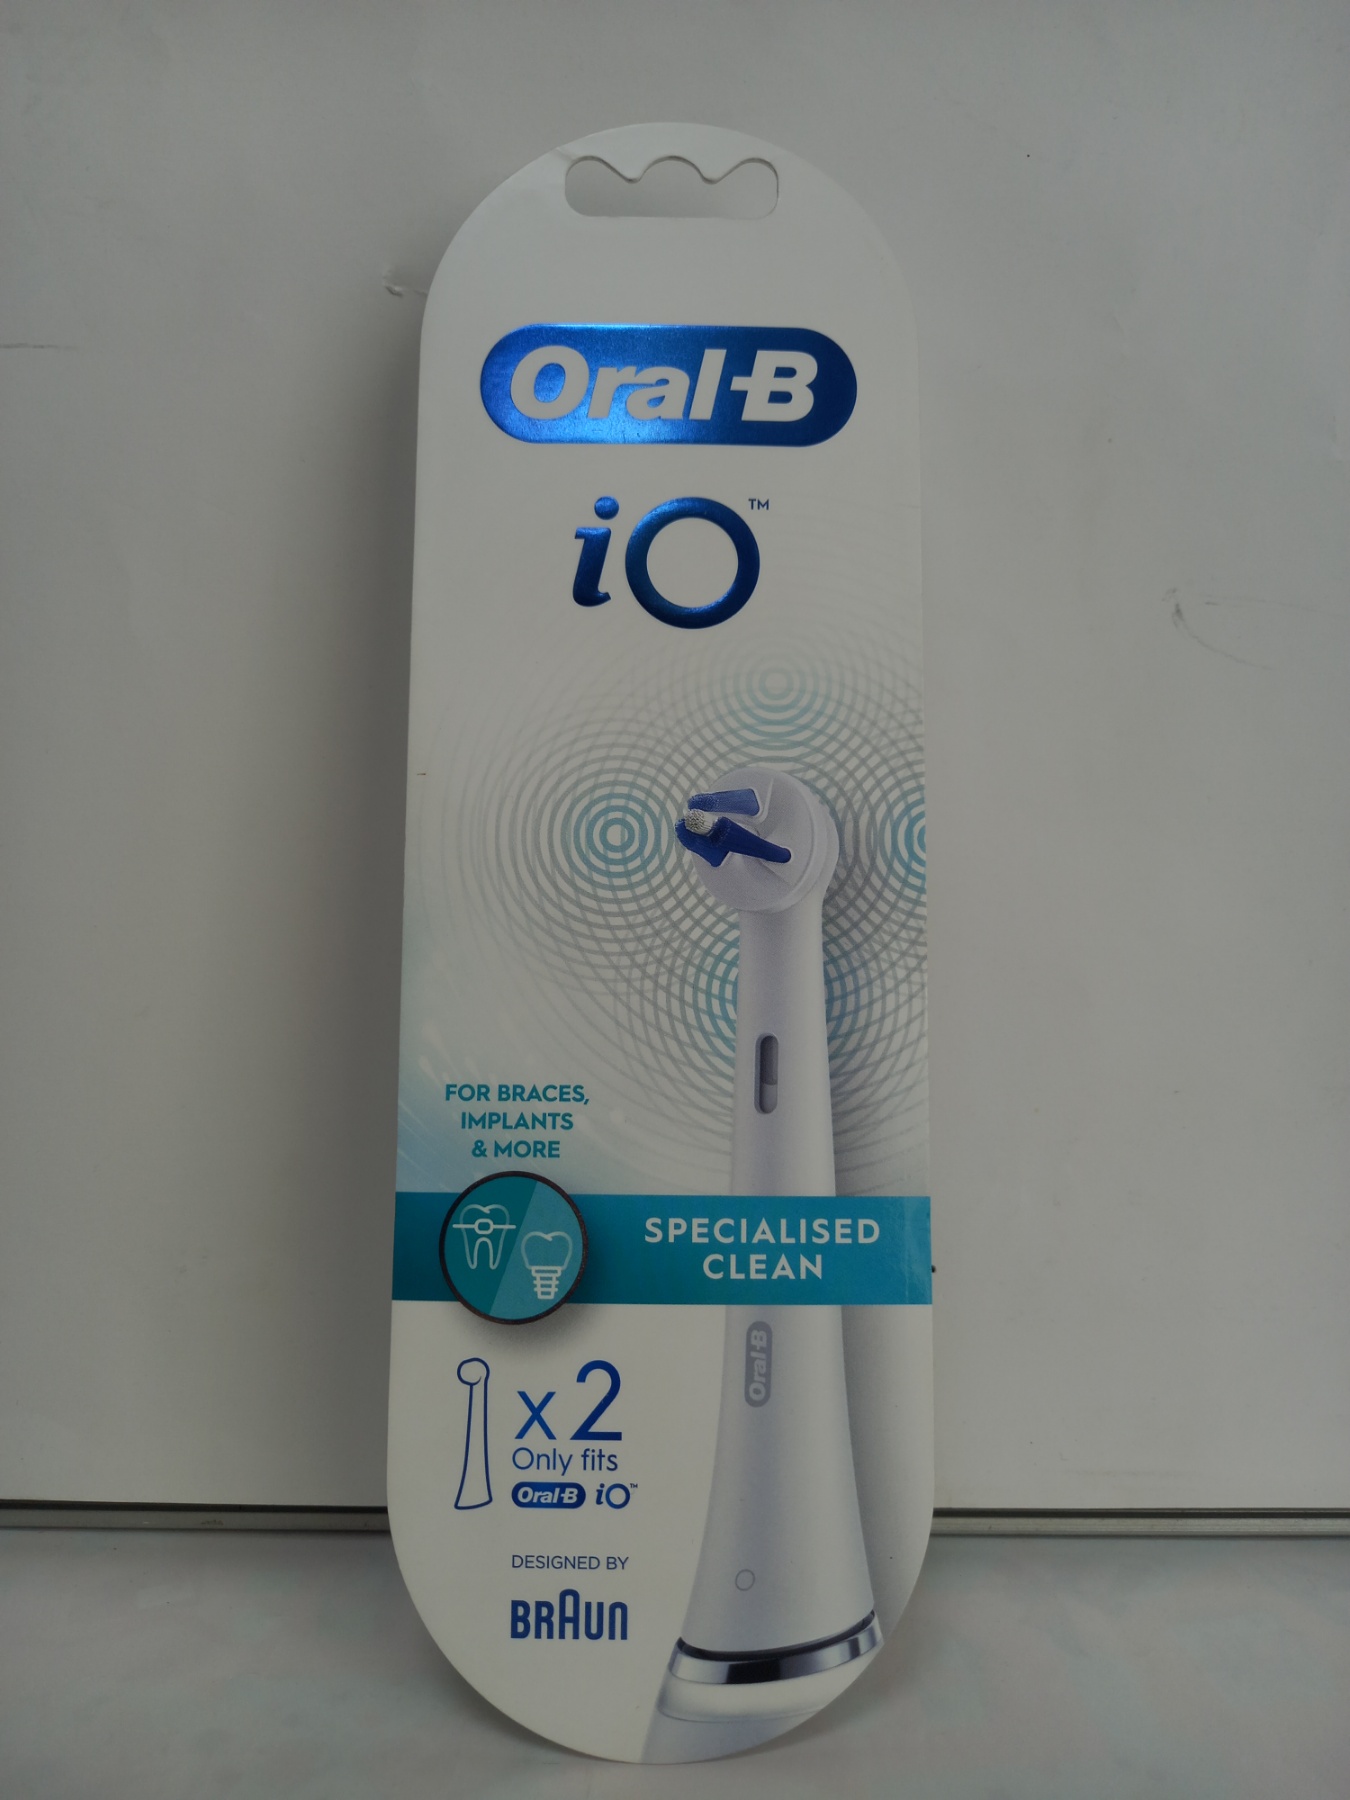 Oral-B
iO™
FOR BRACES,
IMPLANTS
& MORE
SPECIALISED
CLEAN
Oral-B
x2
Only fits
Oral-B iO™
DESIGNED BY
BRAUN